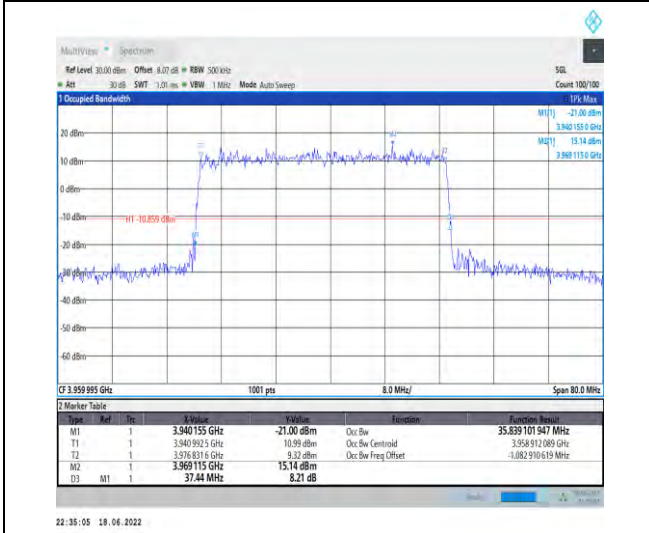 MultiView Spectrum
Ref Level 30.00 dBm Offset 8.07 dB RBW 500 kHz SGL
Att 30 dB SWT 1.01 ms VBW 1 MHz Mode Auto Sweep Count 100/100
1 Occupied Bandwidth 1Pk Max
M1[1] -21.00 dBm
3.940 155 0 GHz
20 dBm M2[1] 15.14 dBm
3.969 115 0 GHz
10 dBm
0 dBm
-10 dBm H1 -10.859 dBm
-20 dBm
-30 dBm
-40 dBm
-50 dBm
-60 dBm
CF 3.959 995 GHz 1001 pts 8.0 MHz/ Span 80.0 MHz
2 Marker Table
Type Ref Trc X-Value Y-Value Function Function Result
M1 1 3.940 155 GHz -21.00 dBm Occ Bw 35.839 101 947 MHz
T1 1 3.940 992 5 GHz 10.99 dBm Occ Bw Centroid 3.958 912 089 GHz
T2 1 3.976 831 6 GHz 9.32 dBm Occ Bw Freq Offset -1.082 910 619 MHz
M2 1 3.969 115 GHz 15.14 dBm
D3 M1 1 37.44 MHz 8.21 dB
22:35:05 18.06.2022